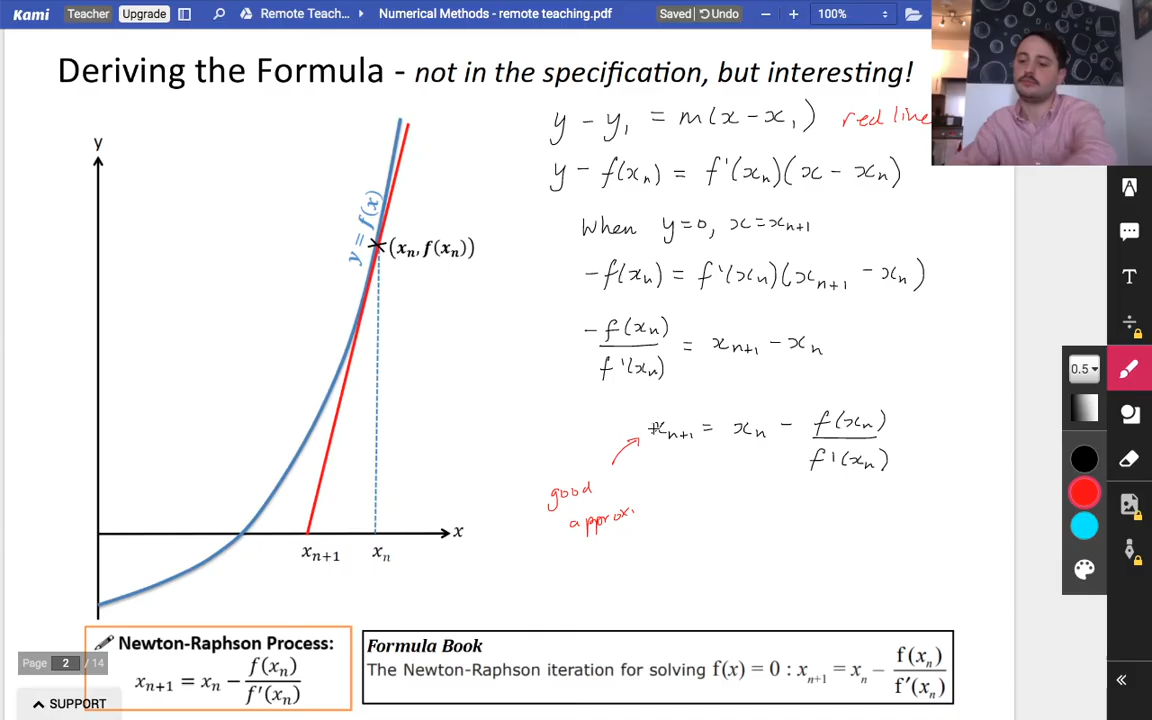 Kami
Teacher
Upgrade
Remote Teach...
Numerical Methods - remote teaching.pdf
Saved
Undo
100%
Deriving the Formula - not in the specification, but interesting!
y
y = f(x)
(xₙ, f(xₙ))
xₙ₊₁
xₙ
x
y - y₁ = m(x - x₁) red line
y - f(xₙ) = f'(xₙ)(x - xₙ)
When y=0, x=xₙ₊₁
-f(xₙ) = f'(xₙ)(xₙ₊₁ - xₙ)
-f(xₙ)/f'(xₙ) = xₙ₊₁ - xₙ
xₙ₊₁ = xₙ - f(xₙ)/f'(xₙ)
good
approx.
0.5
T
Newton-Raphson Process:
xₙ₊₁ = xₙ - f(xₙ)/f'(xₙ)
Formula Book
The Newton-Raphson iteration for solving f(x) = 0 : xₙ₊₁ = xₙ - f(xₙ)/f'(xₙ)
Page 2 / 14
SUPPORT